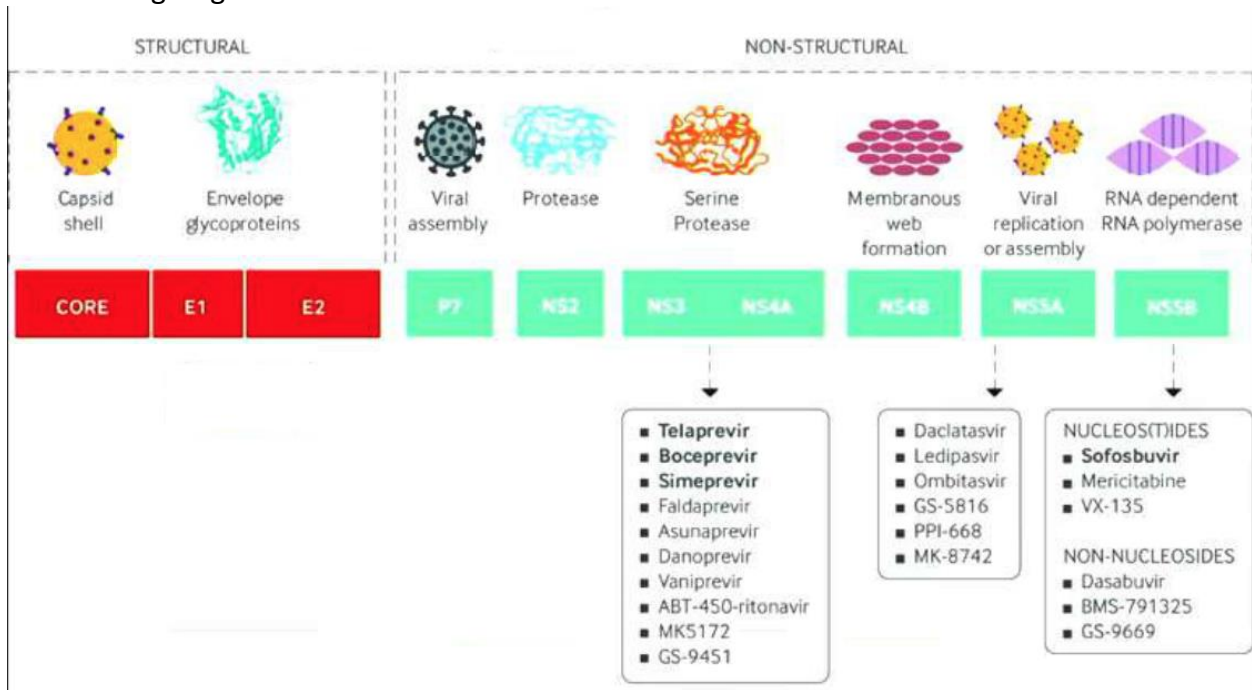 STRUCTURAL
NON-STRUCTURAL
Capsid
shell
Envelope
glycoproteins
Viral
assembly
Protease
Serine
Protease
Membranous
web
formation
Viral
replication
or assembly
RNA dependent
RNA polymerase
CORE
E1
E2
P7
NS2
NS3
NS4A
NS4B
NS5A
NS5B
■ Telaprevir
■ Boceprevir
■ Simeprevir
■ Faldaprevir
■ Asunaprevir
■ Danoprevir
■ Vaniprevir
■ ABT-450-ritonavir
■ MK5172
■ GS-9451
■ Daclatasvir
■ Ledipasvir
■ Ombitasvir
■ GS-5816
■ PPI-668
■ MK-8742
NUCLEOS(T)IDES
■ Sofosbuvir
■ Mericitabine
■ VX-135
NON-NUCLEOSIDES
■ Dasabuvir
■ BMS-791325
■ GS-9669